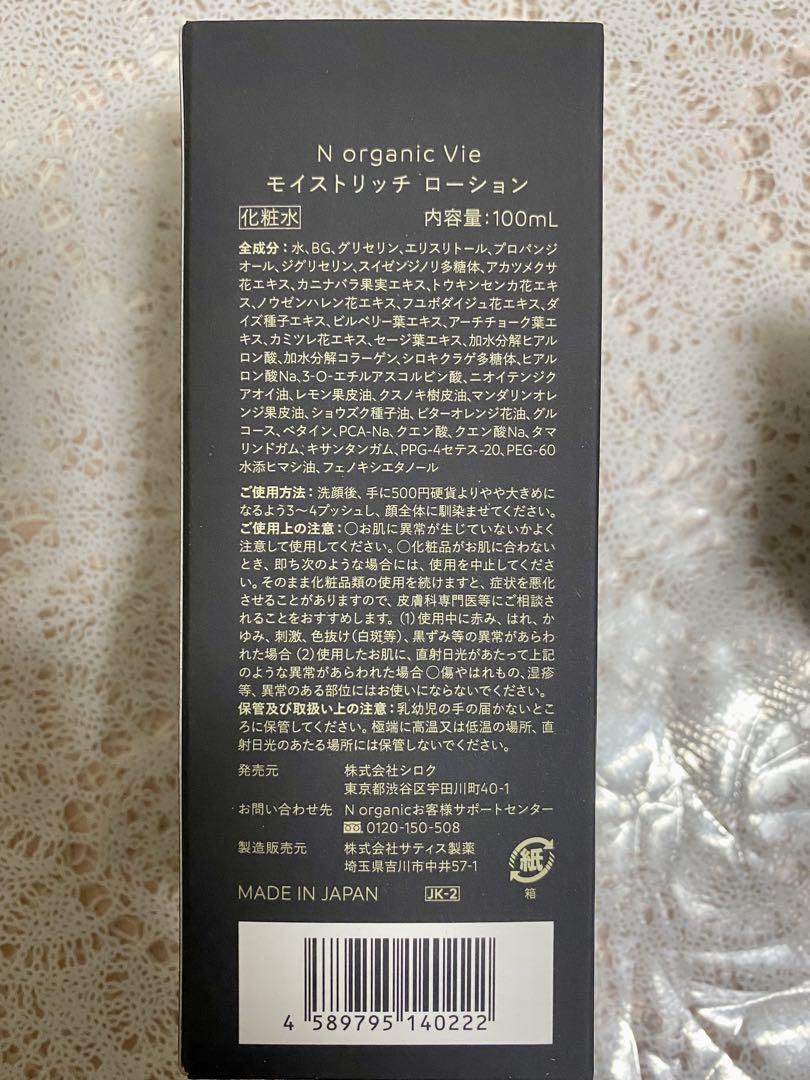 N organic Vie
モイストリッチ ローション
化粧水 内容量：100mL
全成分：水、BG、グリセリン、エリスリトール、プロパンジ
オール、ジグリセリン、スイゼンジノリ多糖体、アカツメクサ
花エキス、カニナバラ果実エキス、トウキンセンカ花エキ
ス、ノウゼンハレン花エキス、フユボダイジュ花エキス、ダ
イズ種子エキス、ビルベリー葉エキス、アーチチョーク葉エ
キス、カミツレ花エキス、セージ葉エキス、加水分解ヒアル
ロン酸、加水分解コラーゲン、シロキクラゲ多糖体、ヒアル
ロン酸Na、3-O-エチルアスコルビン酸、ニオイテンジク
アオイ油、レモン果皮油、クスノキ樹皮油、マンダリンオレ
ンジ果皮油、ショウズク種子油、ビターオレンジ花油、グル
コース、ベタイン、PCA-Na、クエン酸、クエン酸Na、タマ
リンドガム、キサンタンガム、PPG-4セテス-20、PEG-60
水添ヒマシ油、フェノキシエタノール
ご使用方法：洗顔後、手に500円硬貨よりやや大きめに
なるよう3〜4プッシュし、顔全体に馴染ませてください。
ご使用上の注意：○お肌に異常が生じていないかよく
注意して使用してください。○化粧品がお肌に合わない
とき、即ち次のような場合には、使用を中止してくださ
い。そのまま化粧品類の使用を続けますと、症状を悪化
させることがありますので、皮膚科専門医等にご相談さ
れることをおすすめします。（1）使用中に赤み、はれ、か
ゆみ、刺激、色抜け（白斑等）、黒ずみ等の異常があらわ
れた場合（2）使用したお肌に、直射日光があたって上記
のような異常があらわれた場合○傷やはれもの、湿疹
等、異常のある部位にはお使いにならないでください。
保管及び取扱い上の注意：乳幼児の手の届かないとこ
ろに保管してください。極端に高温又は低温の場所、直
射日光のあたる場所には保管しないでください。
発売元 株式会社シロク
東京都渋谷区宇田川町40-1
お問い合わせ先 N organicお客様サポートセンター
0120-150-508
製造販売元 株式会社サティス製薬
埼玉県吉川市中井57-1
紙
箱
MADE IN JAPAN JK-2
4 589795 140222